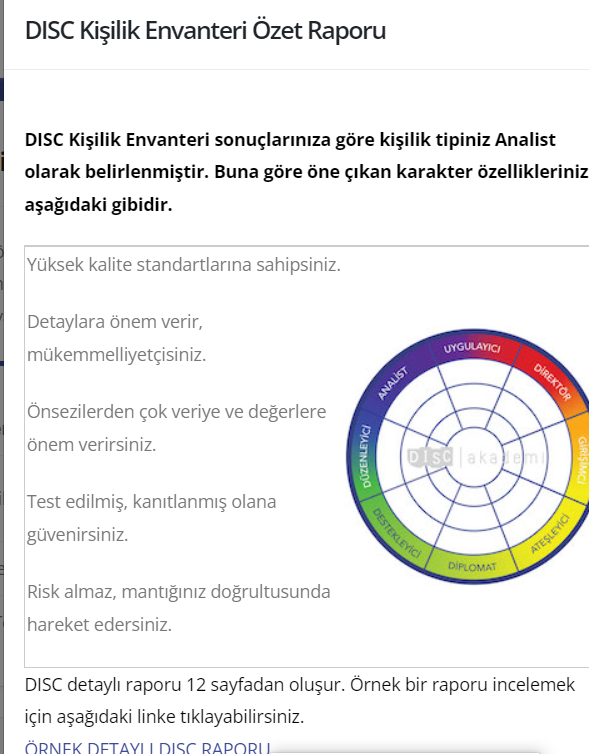 DISC Kişilik Envanteri Özet Raporu
DISC Kişilik Envanteri sonuçlarınıza göre kişilik tipiniz Analist
olarak belirlenmiştir. Buna göre öne çıkan karakter özellikleriniz
aşağıdaki gibidir.
Yüksek kalite standartlarına sahipsiniz.
Detaylara önem verir,
mükemmelliyetçisiniz.
Önsezilerden çok veriye ve değerlere
önem verirsiniz.
Test edilmiş, kanıtlanmış olana
güvenirsiniz.
Risk almaz, mantığınız doğrultusunda
hareket edersiniz.
UYGULAYICI
DİREKTÖR
GİRİŞİMCİ
ATEŞLEYİCİ
DİPLOMAT
DESTEKLEYİCİ
DÜZENLEYİCİ
ANALİST
DISC | akademi
DISC detaylı raporu 12 sayfadan oluşur. Örnek bir raporu incelemek
için aşağıdaki linke tıklayabilirsiniz.
ÖRNEK DETAYLI DISC RAPORU